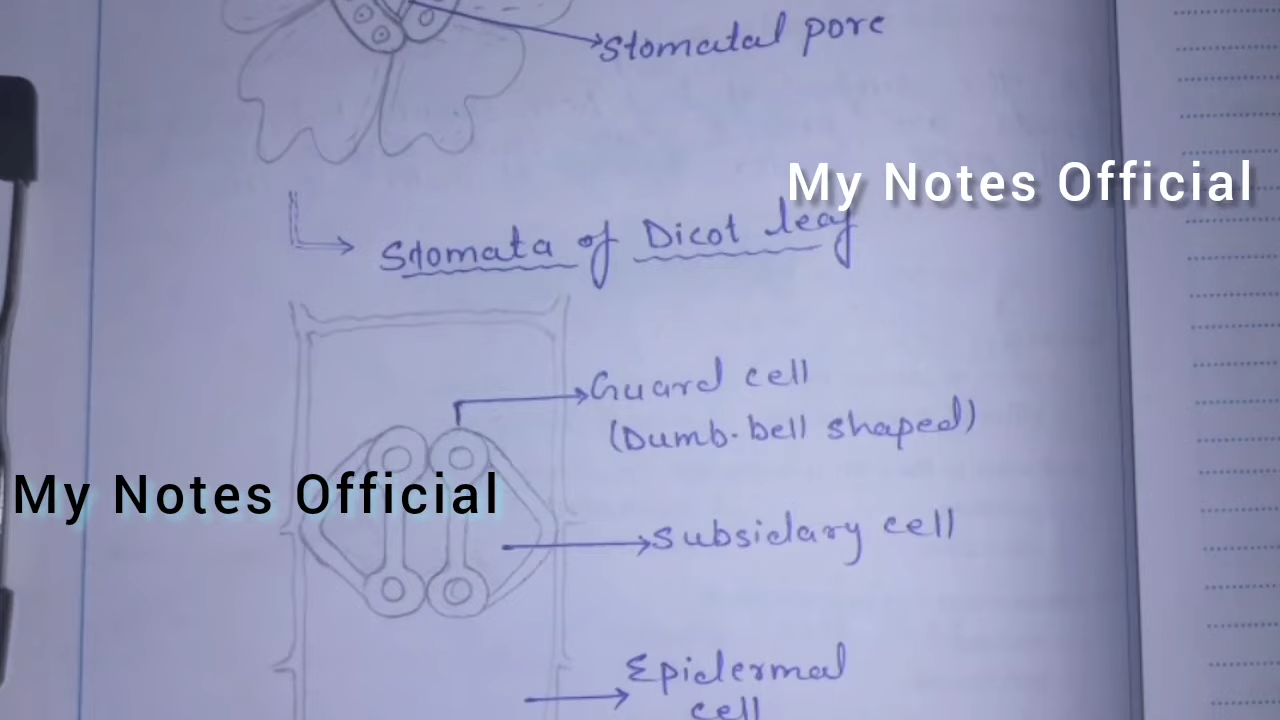 Stomatal pore
My Notes Official
Stomata of Dicot leaf
Guard cell
(Dumb-bell shaped)
My Notes Official
Subsidary cell
Epidermal
cell